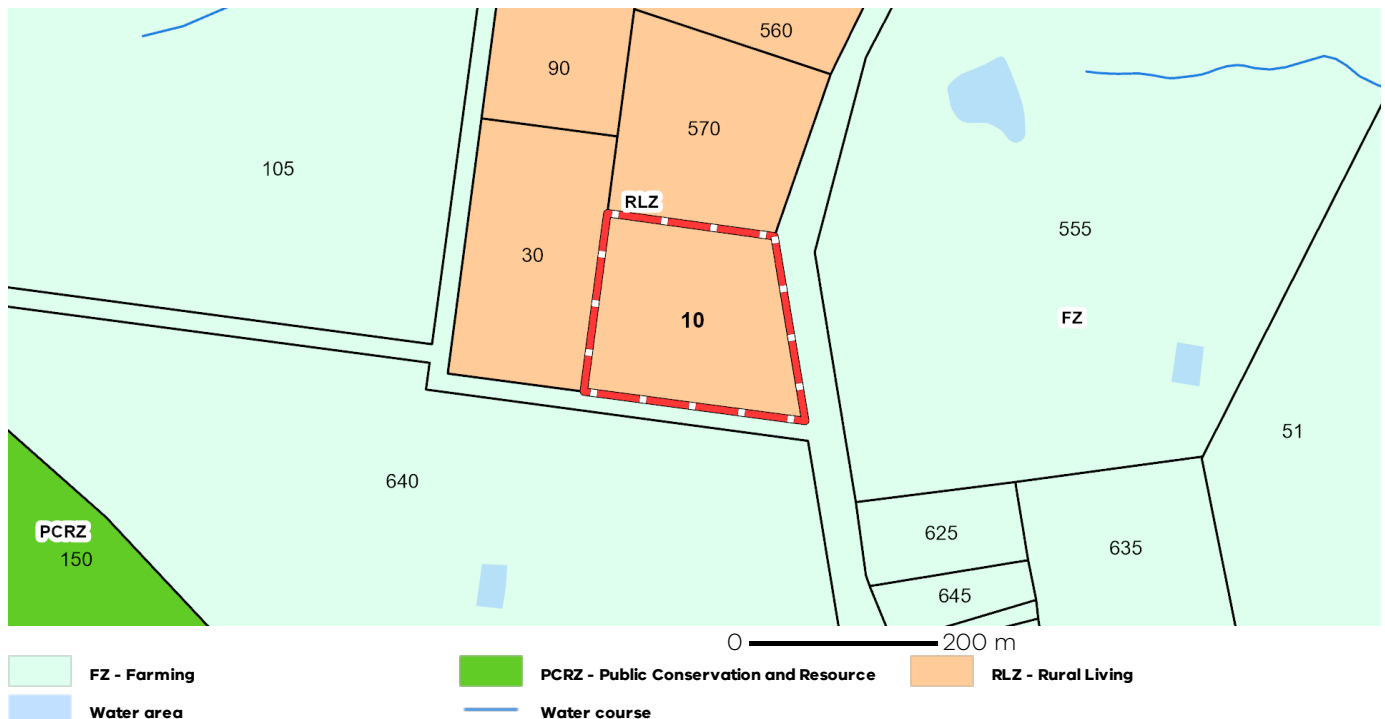 560
90
570
105
RLZ
555
30
10
FZ
51
640
PCRZ
150
625
635
645
0 200 m
FZ - Farming
PCRZ - Public Conservation and Resource
RLZ - Rural Living
Water area
Water course